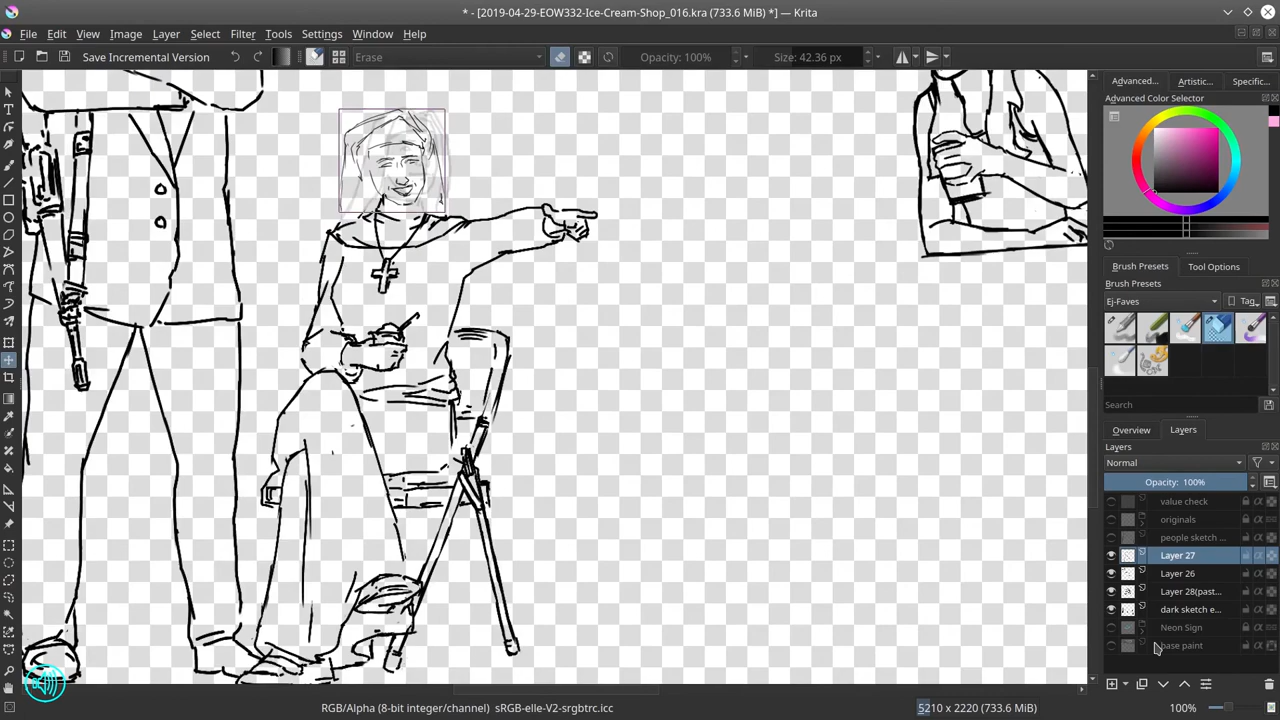 * - [2019-04-29-EOW332-Ice-Cream-Shop_016.kra (733.6 MiB) *] - Krita
File Edit View Image Layer Select Filter Tools Settings Window Help
Save Incremental Version Erase Opacity: 100% Size: 42.36 px
Advanced... Artistic... Specific...
Advanced Color Selector
Brush Presets Tool Options
Brush Presets
Ej-Faves Tag
Search
Overview Layers
Layers
Normal
Opacity: 100%
value check
originals
people sketch ...
Layer 27
Layer 26
Layer 28(past...
dark sketch e...
Neon Sign
base paint
RGB/Alpha (8-bit integer/channel) sRGB-elle-V2-srgbtrc.icc 5210 x 2220 (733.6 MiB) 100%